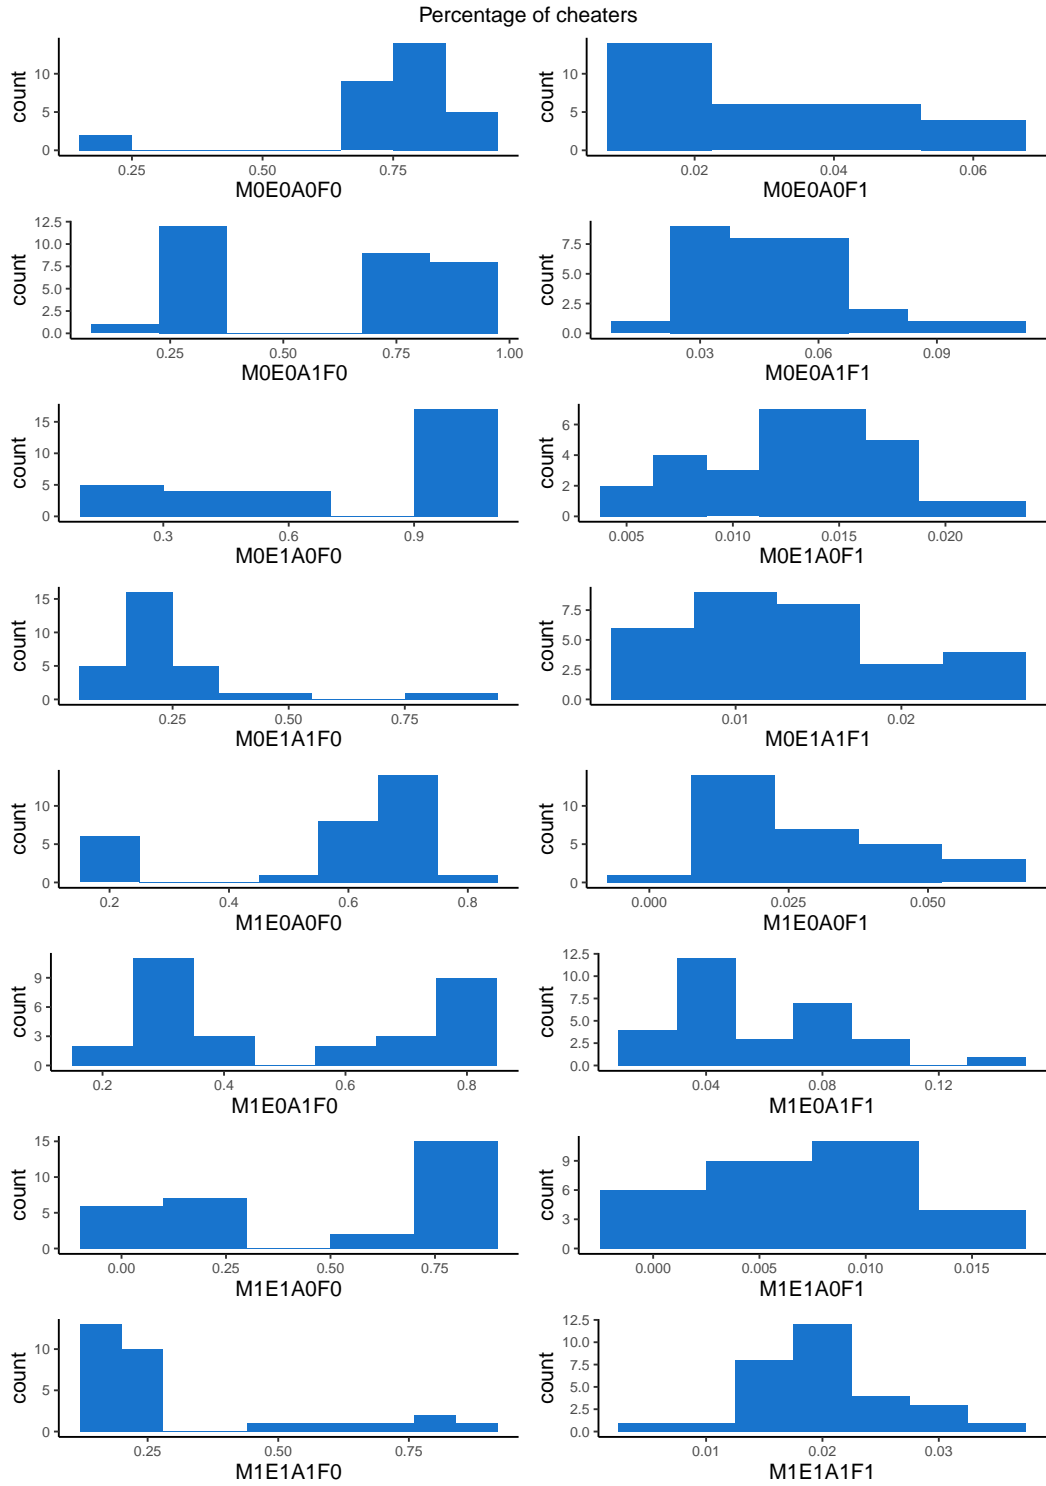 Percentage of cheaters
count
10
5
0
0.25 0.50 0.75
M0E0A0F0
count
10
5
0
0.02 0.04 0.06
M0E0A0F1
count
12.5
10.0
7.5
5.0
2.5
0.0
0.25 0.50 0.75 1.00
M0E0A1F0
count
7.5
5.0
2.5
0.0
0.03 0.06 0.09
M0E0A1F1
count
15
10
5
0
0.3 0.6 0.9
M0E1A0F0
count
6
4
2
0
0.005 0.010 0.015 0.020
M0E1A0F1
count
15
10
5
0
0.25 0.50 0.75
M0E1A1F0
count
7.5
5.0
2.5
0.0
0.01 0.02
M0E1A1F1
count
10
5
0
0.2 0.4 0.6 0.8
M1E0A0F0
count
10
5
0
0.000 0.025 0.050
M1E0A0F1
count
9
6
3
0
0.2 0.4 0.6 0.8
M1E0A1F0
count
12.5
10.0
7.5
5.0
2.5
0.0
0.04 0.08 0.12
M1E0A1F1
count
15
10
5
0
0.00 0.25 0.50 0.75
M1E1A0F0
count
9
6
3
0
0.000 0.005 0.010 0.015
M1E1A0F1
count
10
5
0
0.25 0.50 0.75
M1E1A1F0
count
12.5
10.0
7.5
5.0
2.5
0.0
0.01 0.02 0.03
M1E1A1F1